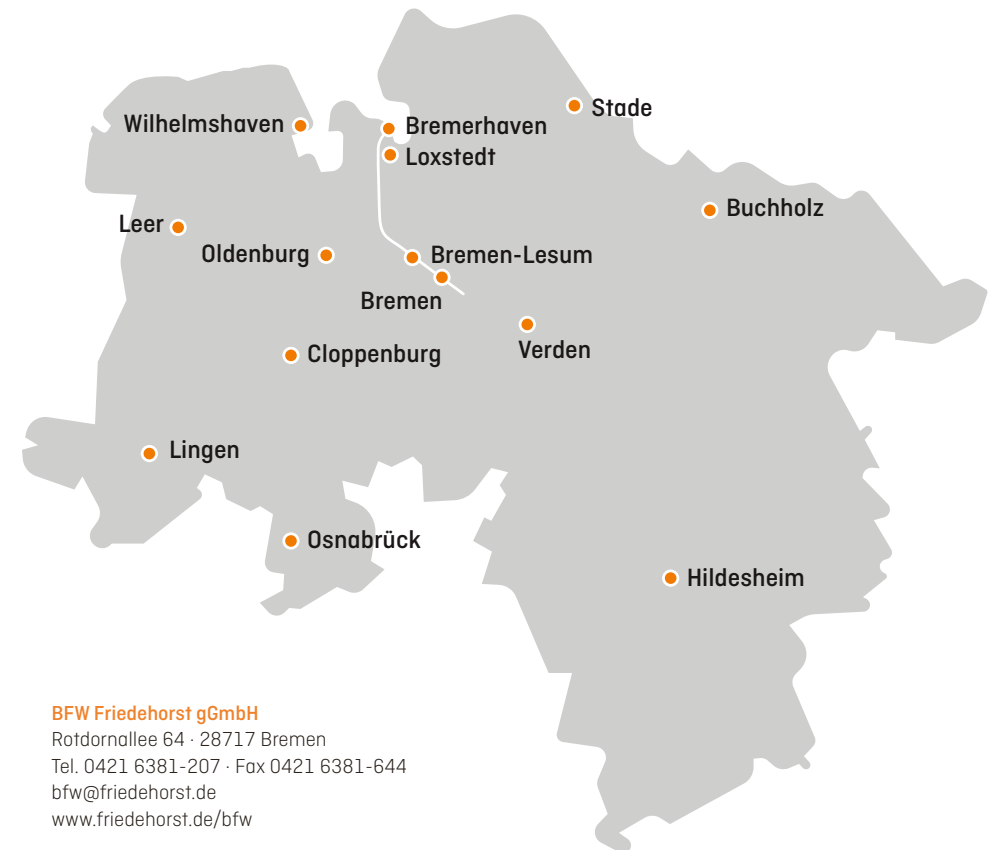 Stade
Wilhelmshaven
Bremerhaven
Loxstedt
Buchholz
Leer
Oldenburg
Bremen-Lesum
Bremen
Verden
Cloppenburg
Lingen
Osnabrück
Hildesheim
BFW Friedehorst gGmbH
Rotdornallee 64 · 28717 Bremen
Tel. 0421 6381-207 · Fax 0421 6381-644
bfw@friedehorst.de
www.friedehorst.de/bfw